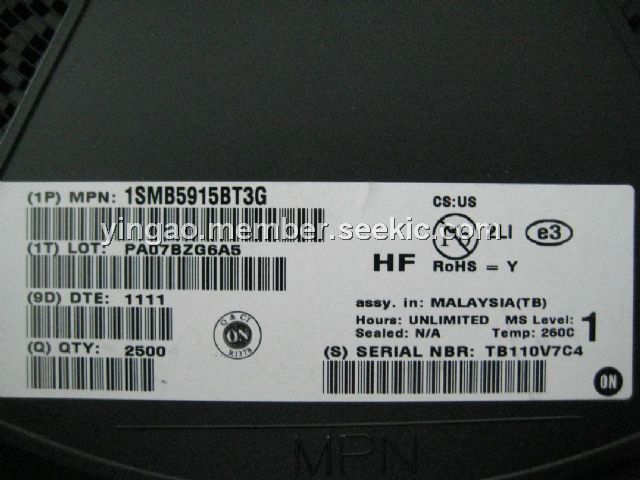 (1P) MPN: 1SMB5915BT3G
CS:US
yingao.member.seekic.com
(1T) LOT: PA07BZG6A5
2LI
e3
HF
RoHS = Y
(9D) DTE: 1111
assy. in: MALAYSIA(TB)
Hours: UNLIMITED MS Level: 1
Sealed: N/A Temp: 260C
Q & CI
ON
(Q) QTY: 2500
(S) SERIAL NBR: TB110V7C4
ON
MPN